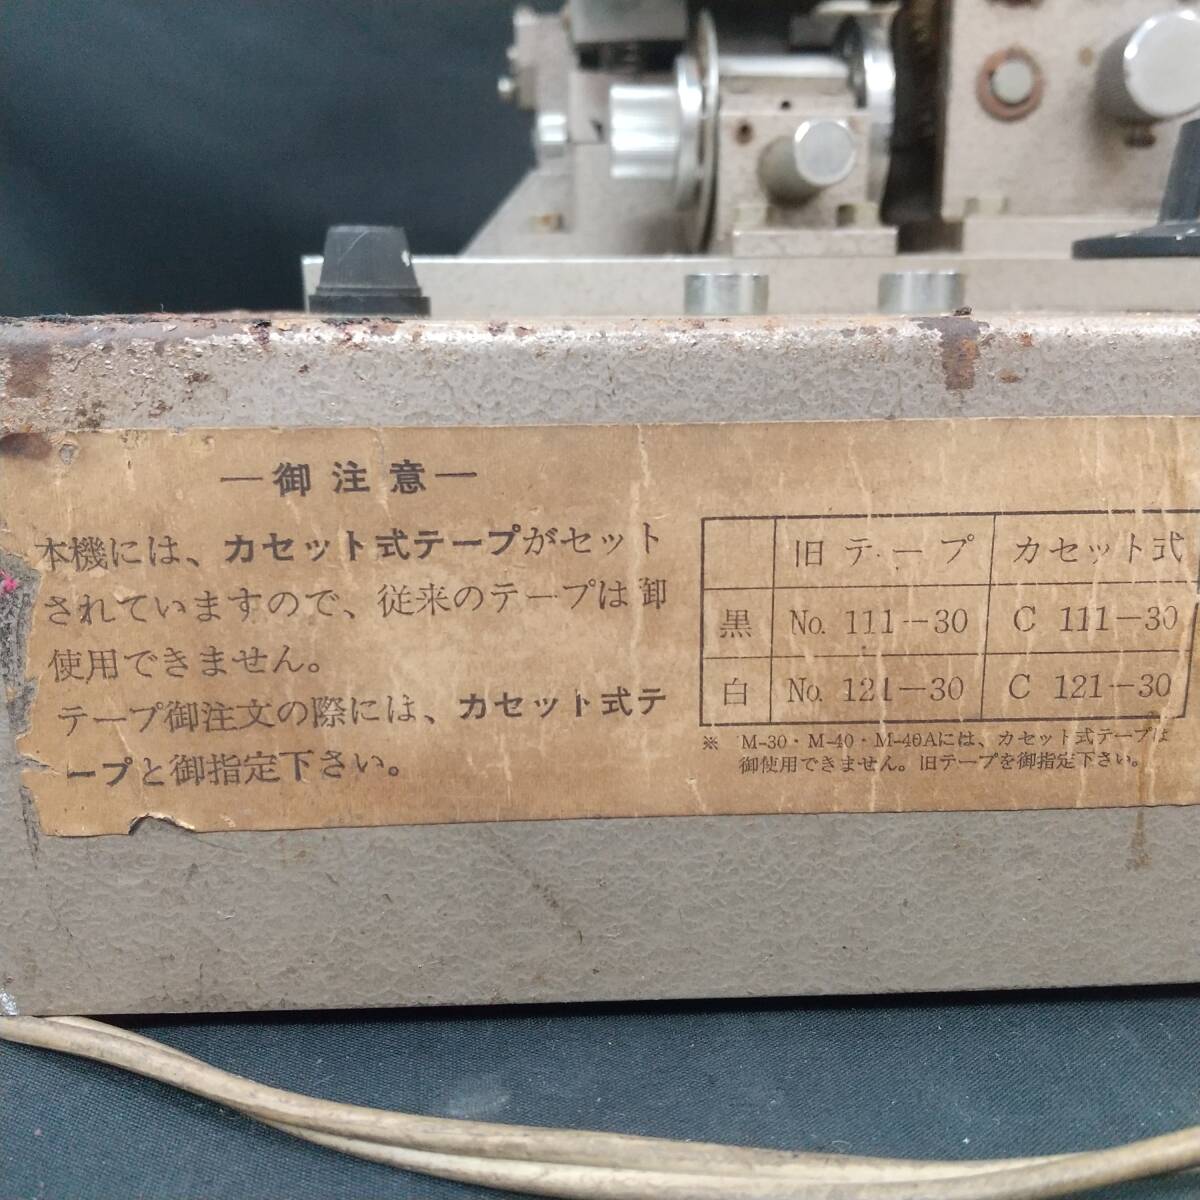 —御注意—
本機には、カセット式テープがセット
されていますので、従来のテープは御
使用できません。
テープ御注文の際には、カセット式テ
ープと御指定下さい。
旧テープ カセット式
黒 No. 111-30 C 111-30
白 No. 121-30 C 121-30
※ M-30・M-40・M-40Aには、カセット式テープは
御使用できません。旧テープを御指定下さい。